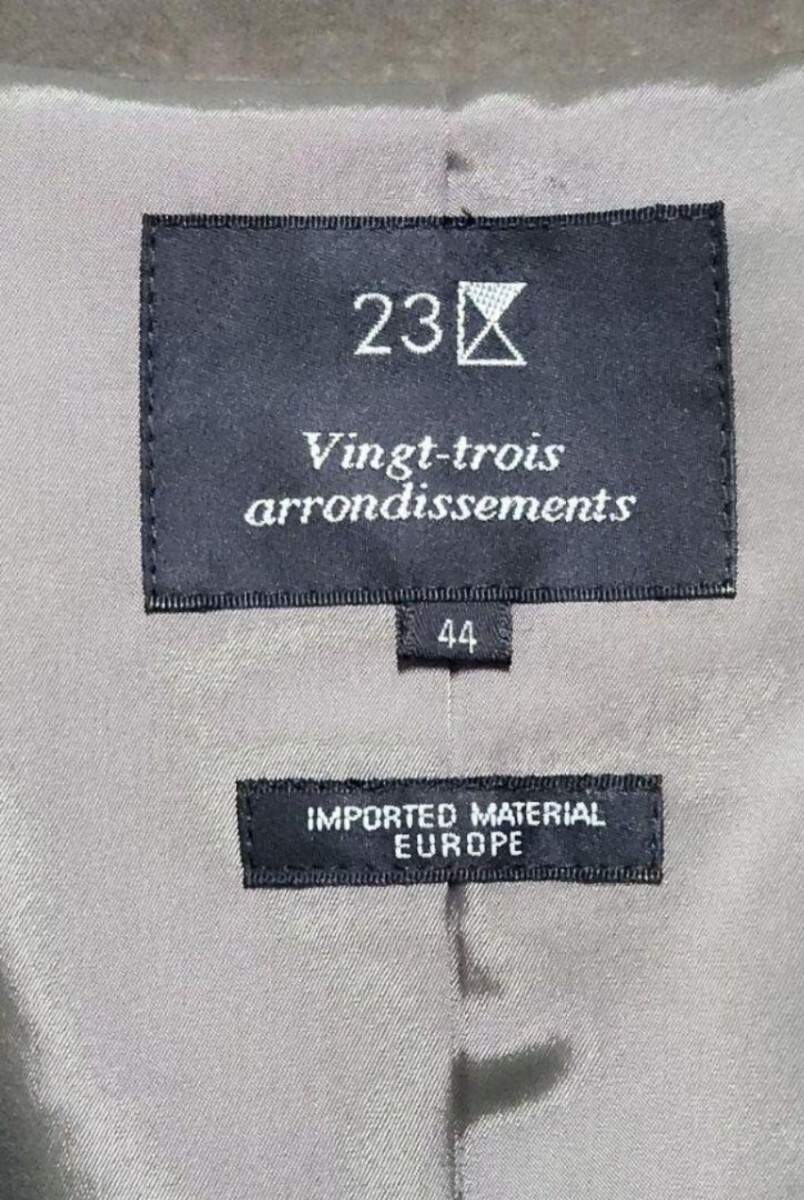 23
Vingt-trois
arrondissements
44
IMPORTED MATERIAL
EUROPE